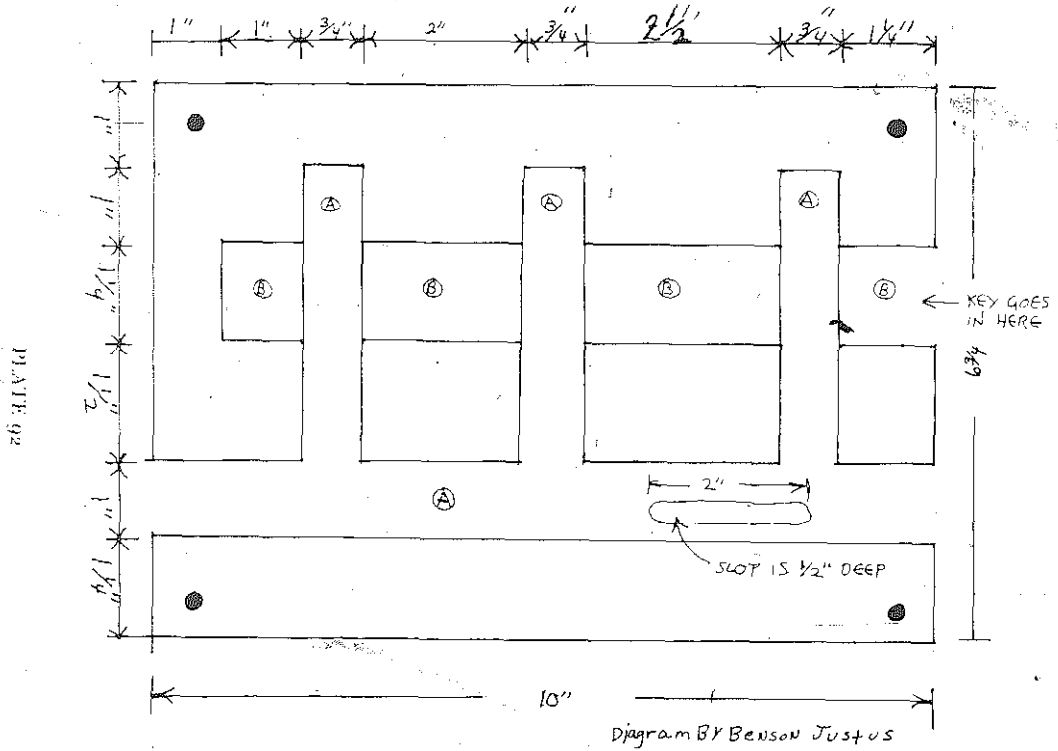 1" 1" 3/4" 2" 3/4" 2 1/2" 3/4" 1 1/4"
1"
A A A
1"
B B B B
1 1/4"
KEY GOES
IN HERE
6 3/4
PLATE 92
1 1/2"
2"
A
1"
SLOT IS 1/2" DEEP
1 1/4"
10"
Diagram BY BENSON JUSTUS